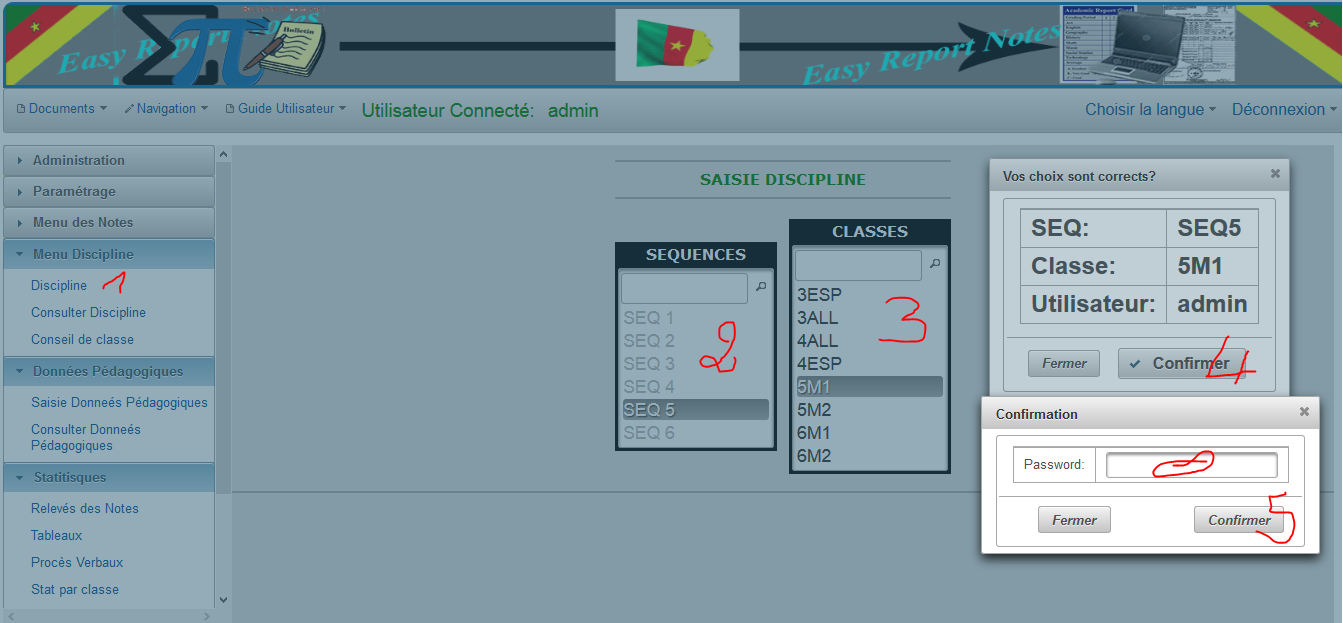 Easy Report Notes
Bulletin
Easy Report Notes
Academic Report Card
Documents Navigation Guide Utilisateur Utilisateur Connecté: admin Choisir la langue Déconnexion
Administration
Paramétrage
Menu des Notes
Menu Discipline
Discipline 1
Consulter Discipline
Conseil de classe
Données Pédagogiques
Saisie Donneés Pédagogiques
Consulter Donneés
Pédagogiques
Statitisques
Relevés des Notes
Tableaux
Procès Verbaux
Stat par classe
SAISIE DISCIPLINE
SEQUENCES
SEQ 1
SEQ 2
SEQ 3
SEQ 4
SEQ 5
SEQ 6
2
CLASSES
3ESP
3ALL
4ALL
4ESP
5M1
5M2
6M1
6M2
3
Vos choix sont corrects?
SEQ: SEQ5
Classe: 5M1
Utilisateur: admin
Fermer Confirmer 4
Confirmation
Password:
Fermer Confirmer 5